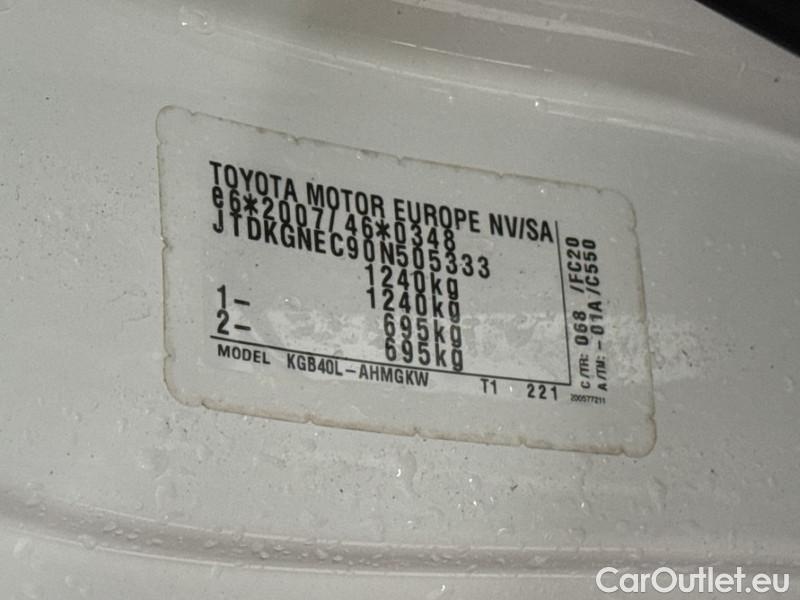 TOYOTA MOTOR EUROPE NV/SA
e6*2007/46*0348
JTDKGNEC90N505333
1240kg
1240kg
1- 695kg
2- 695kg
MODEL KGB40L-AHMGKW T1 221
C/TR: 068 /FC20
A/TM: -01A /C550
200577211
CarOutlet.eu